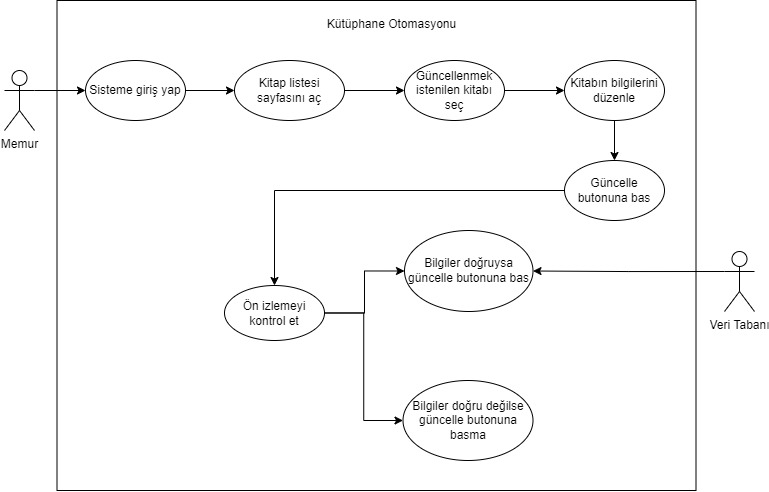 Kütüphane Otomasyonu
Memur
Sisteme giriş yap
Kitap listesi
sayfasını aç
Güncellenmek
istenilen kitabı
seç
Kitabın bilgilerini
düzenle
Güncelle
butonuna bas
Ön izlemeyi
kontrol et
Bilgiler doğruysa
güncelle butonuna bas
Veri Tabanı
Bilgiler doğru değilse
güncelle butonuna
basma